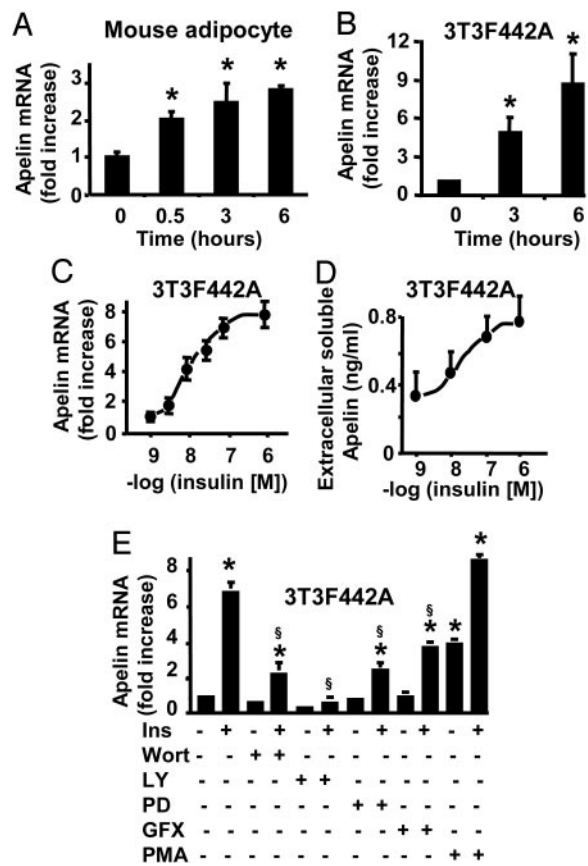 A
Mouse adipocyte
Apelin mRNA
(fold increase)
3
2
1
0
* * *
0 0.5 3 6
Time (hours)
B
3T3F442A
Apelin mRNA
(fold increase)
12
9
6
3
0
* *
0 3 6
Time (hours)
C
3T3F442A
Apelin mRNA
(fold increase)
10
8
6
4
2
0
9 8 7 6
-log (insulin [M])
D
3T3F442A
Extracellular soluble
Apelin (ng/ml)
0.8
0.4
0
9 8 7 6
-log (insulin [M])
E
3T3F442A
Apelin mRNA
(fold increase)
8
6
4
2
0
* § * § § * § * * *
Ins - + - + - + - + - + - +
Wort - - + + - - - - - - - -
LY - - - - + + - - - - - -
PD - - - - - - + + - - - -
GFX - - - - - - - - + + - -
PMA - - - - - - - - - - + +